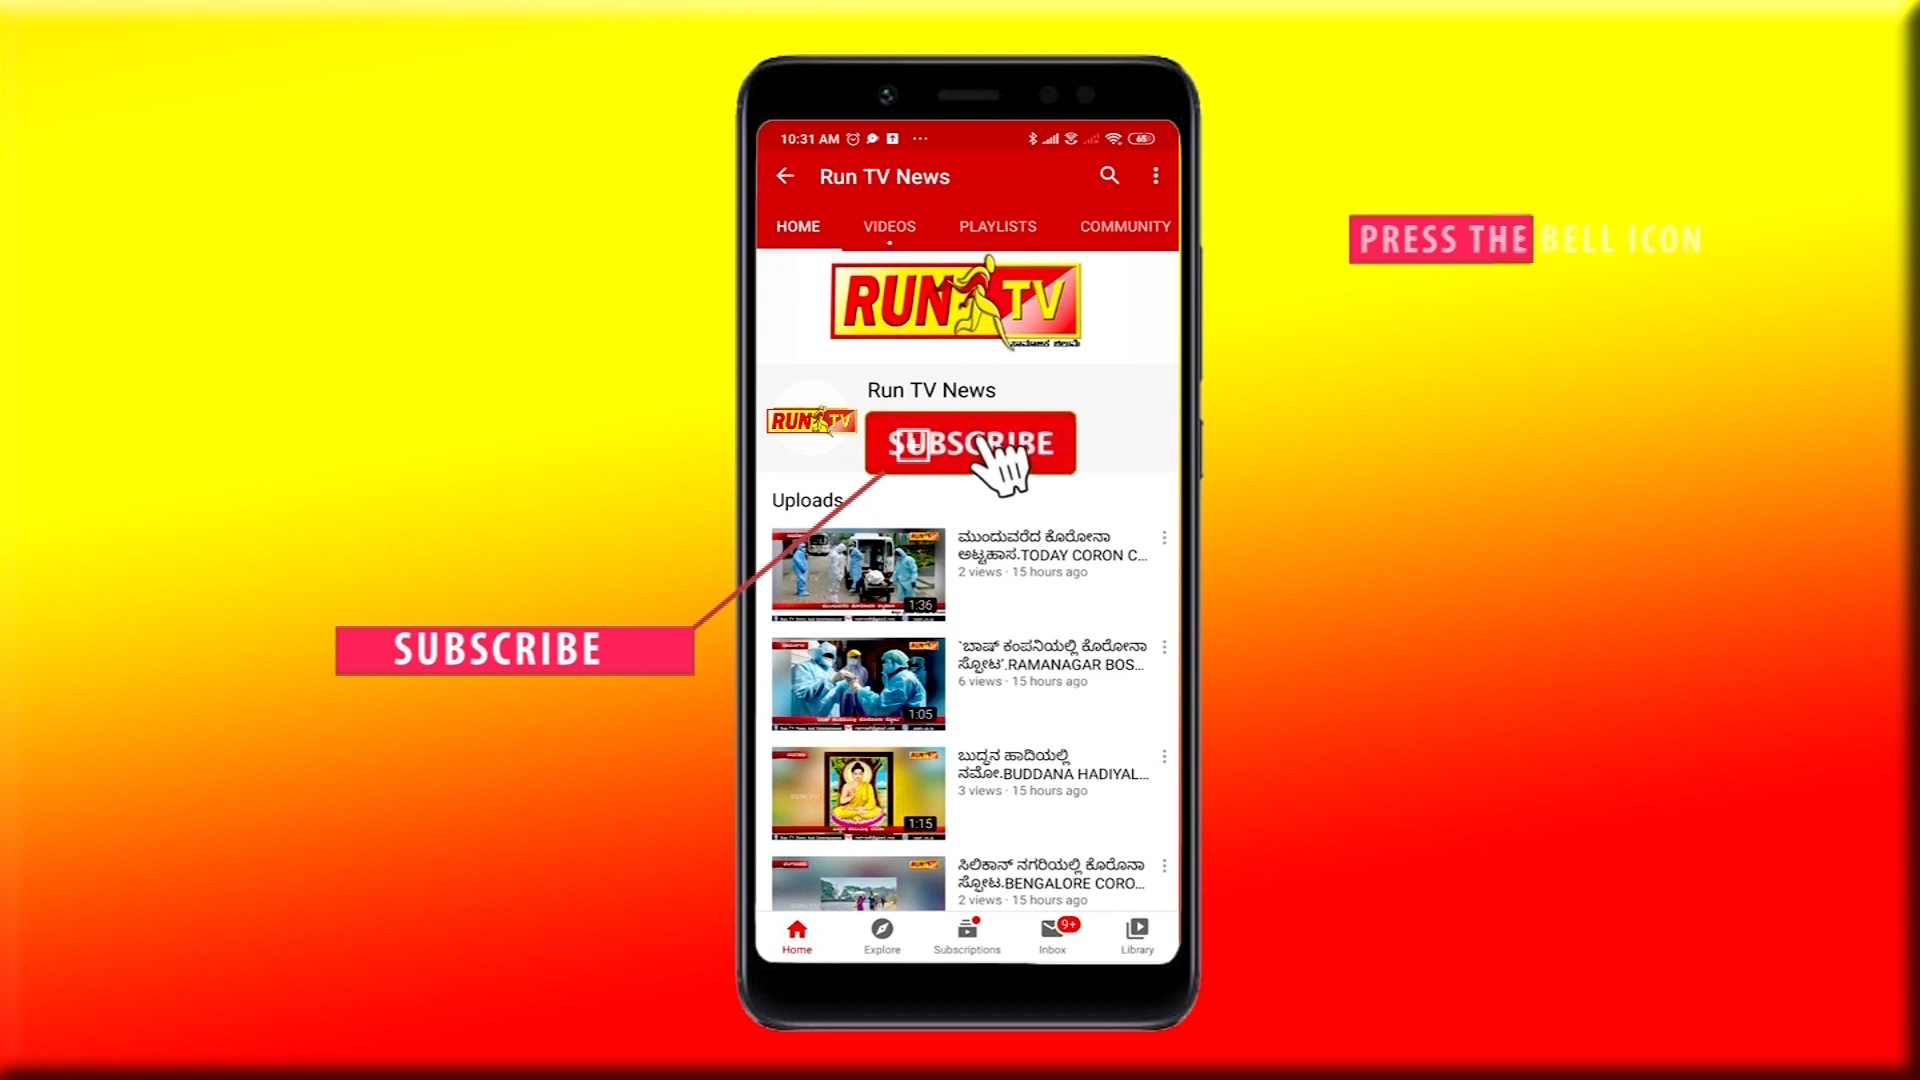 10:31 AM
65
Run TV News
HOME VIDEOS PLAYLISTS COMMUNITY
PRESS THE BELL ICON
RUN TV
Run TV News
RUN TV
SUBSCRIBE
Uploads
ಮುಂದುವರೆದ ಕೊರೋನಾ
ಅಟ್ಟಹಾಸ.TODAY CORON C...
2 views · 15 hours ago
1:36
SUBSCRIBE
`ಬಾಷ್ ಕಂಪನಿಯಲ್ಲಿ ಕೊರೋನಾ
ಸ್ಫೋಟ'.RAMANAGAR BOS...
6 views · 15 hours ago
1:05
ಬುದ್ಧನ ಹಾದಿಯಲ್ಲಿ
ನಮೋ.BUDDANA HADIYAL...
3 views · 15 hours ago
1:15
ಸಿಲಿಕಾನ್ ನಗರಿಯಲ್ಲಿ ಕೊರೊನಾ
ಸ್ಫೋಟ.BENGALORE CORO...
2 views · 15 hours ago
9+
Home Explore Subscriptions Inbox Library